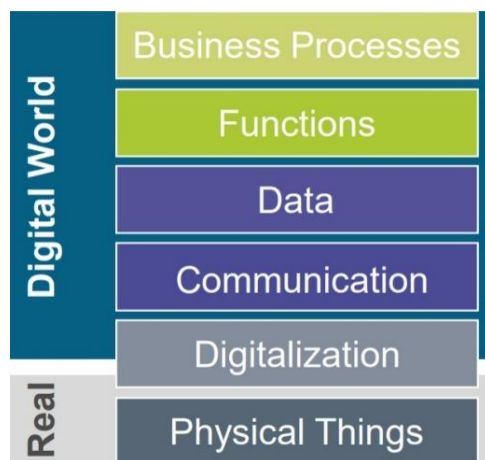 Digital World
Business Processes
Functions
Data
Communication
Digitalization
Real
Physical Things